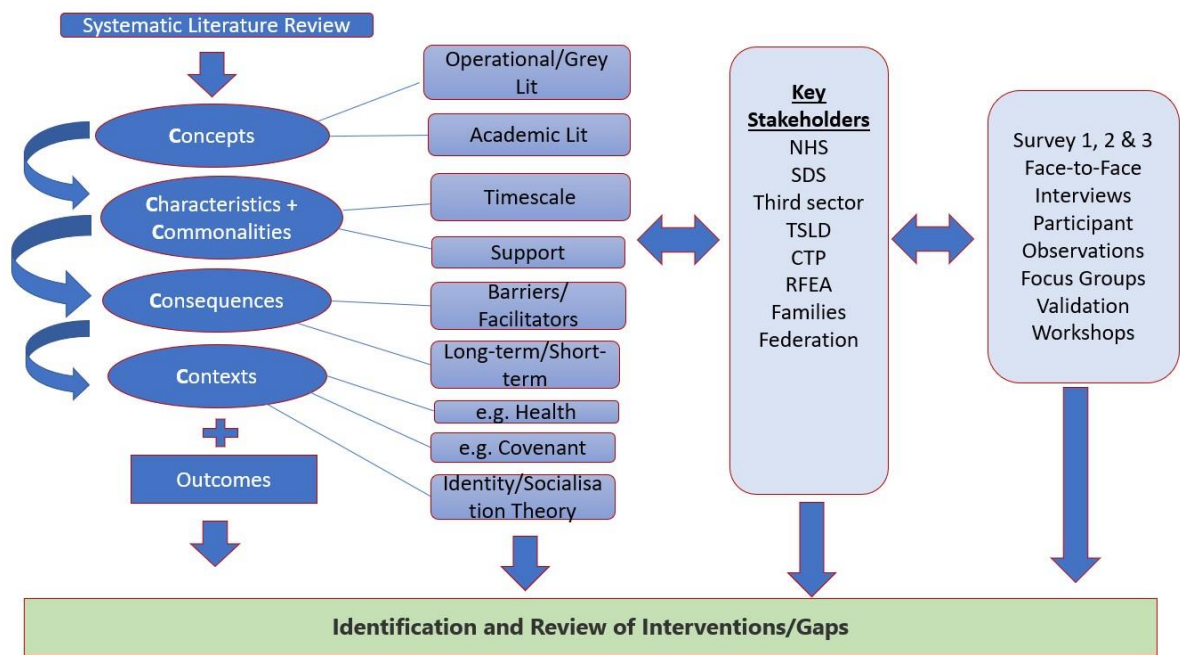 Systematic Literature Review
Concepts
Characteristics +
Commonalities
Consequences
Contexts
Outcomes
Operational/Grey
Lit
Academic Lit
Timescale
Support
Barriers/
Facilitators
Long-term/Short-
term
e.g. Health
e.g. Covenant
Identity/Socialisa
tion Theory
Key
Stakeholders
NHS
SDS
Third sector
TSLD
CTP
RFEA
Families
Federation
Survey 1, 2 & 3
Face-to-Face
Interviews
Participant
Observations
Focus Groups
Validation
Workshops
Identification and Review of Interventions/Gaps